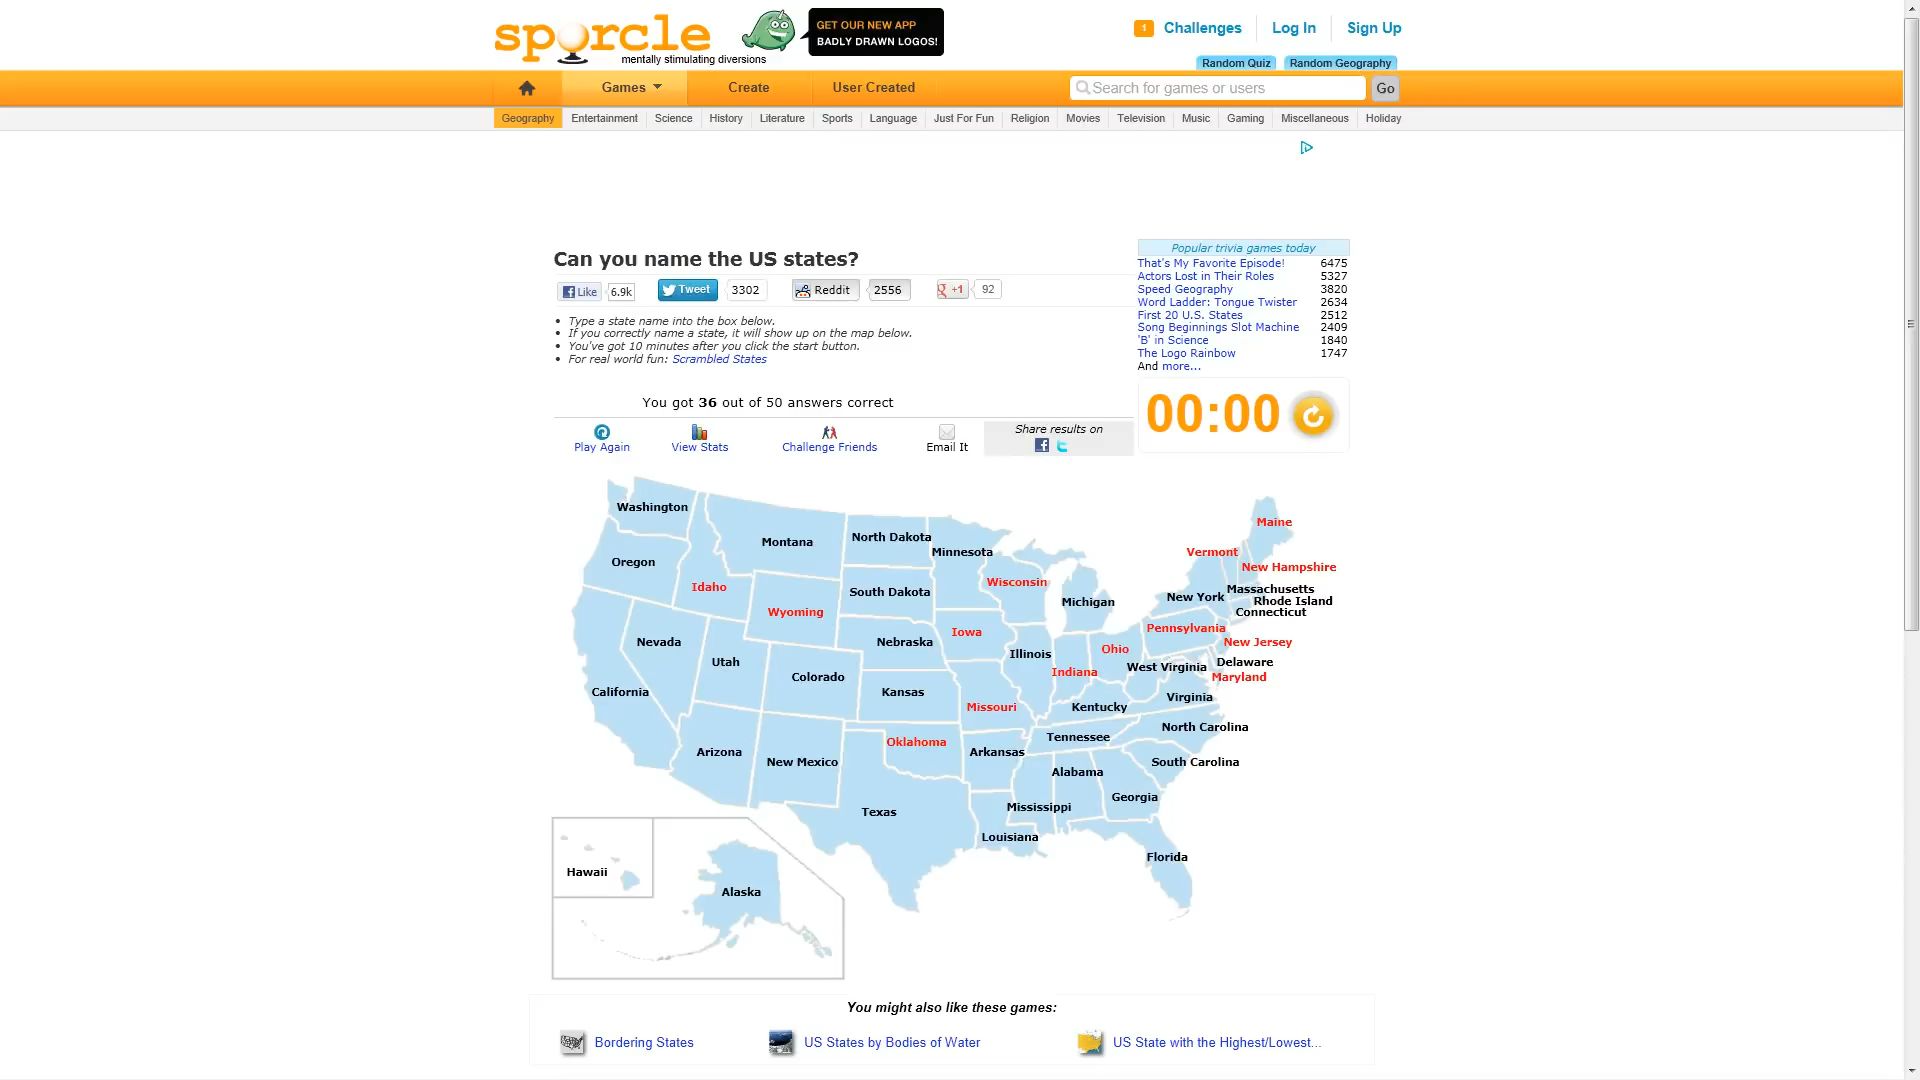 sporcle
mentally stimulating diversions
GET OUR NEW APP
BADLY DRAWN LOGOS!
1 Challenges Log In Sign Up
Random Quiz Random Geography
Games Create User Created Search for games or users Go
Geography Entertainment Science History Literature Sports Language Just For Fun Religion Movies Television Music Gaming Miscellaneous Holiday
Can you name the US states?
Like 6.9k Tweet 3302 Reddit 2556 +1 92
• Type a state name into the box below.
• If you correctly name a state, it will show up on the map below.
• You've got 10 minutes after you click the start button.
• For real world fun: Scrambled States
Popular trivia games today
That's My Favorite Episode! 6475
Actors Lost in Their Roles 5327
Speed Geography 3820
Word Ladder: Tongue Twister 2634
First 20 U.S. States 2512
Song Beginnings Slot Machine 2409
'B' in Science 1840
The Logo Rainbow 1747
And more...
You got 36 out of 50 answers correct
00:00
Play Again View Stats Challenge Friends Email It Share results on
Washington
Maine
Montana
North Dakota
Minnesota
Vermont
Oregon
New Hampshire
Idaho
Wisconsin
South Dakota
Massachusetts
New York
Rhode Island
Michigan
Wyoming
Connecticut
Pennsylvania
Iowa
Nevada
Nebraska
New Jersey
Ohio
Illinois
Utah
Delaware
West Virginia
Indiana
Colorado
Maryland
California
Kansas
Virginia
Missouri
Kentucky
North Carolina
Tennessee
Oklahoma
Arizona
Arkansas
New Mexico
South Carolina
Alabama
Georgia
Mississippi
Texas
Louisiana
Florida
Hawaii
Alaska
You might also like these games:
Bordering States US States by Bodies of Water US State with the Highest/Lowest...